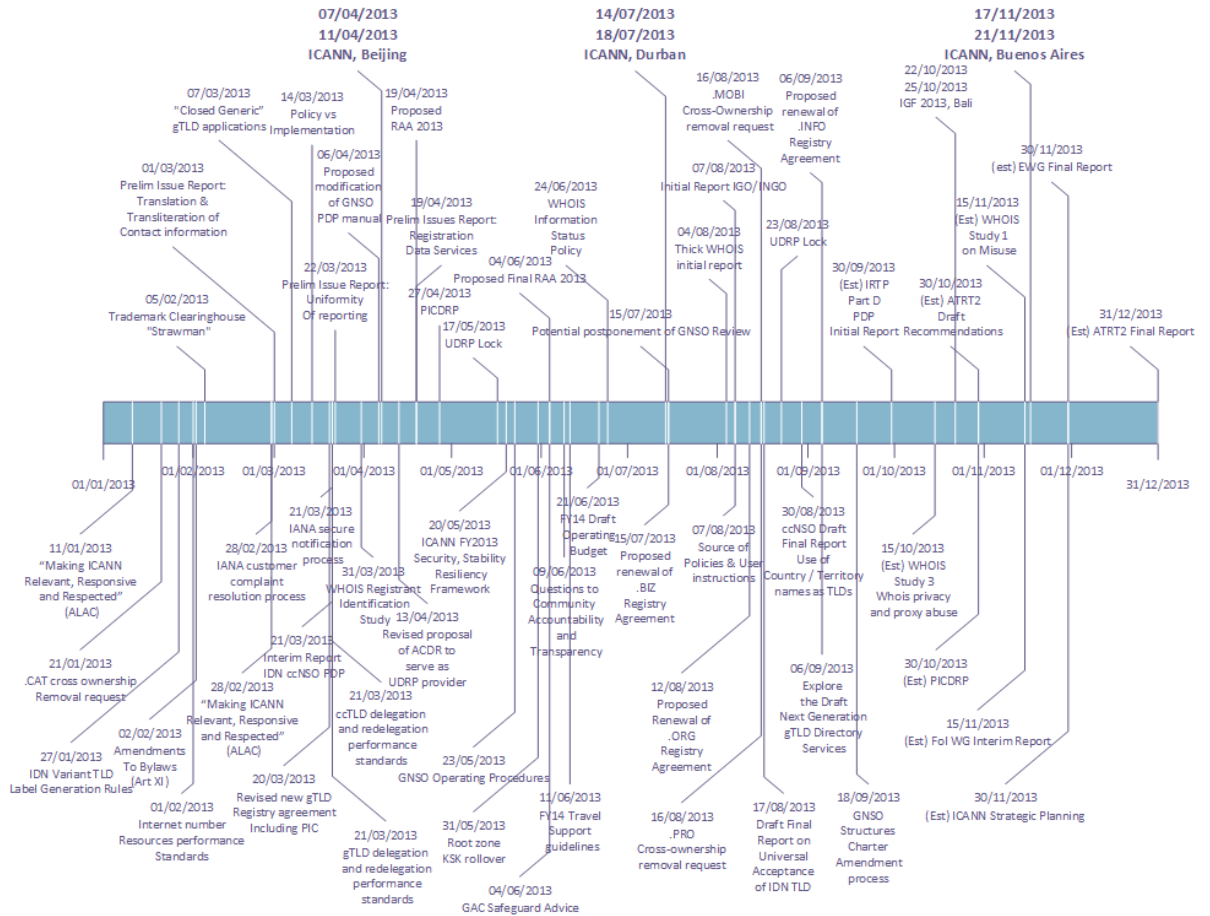 07/04/2013
11/04/2013
ICANN, Beijing
14/07/2013
18/07/2013
ICANN, Durban
17/11/2013
21/11/2013
ICANN, Buenos Aires
07/03/2013
"Closed Generic"
gTLD applications
14/03/2013
Policy vs
Implementation
19/04/2013
Proposed
RAA 2013
16/08/2013
.MOBI
Cross-Ownership
removal request
06/09/2013
Proposed
renewal of
.INFO
Registry
Agreement
22/10/2013
25/10/2013
IGF 2013, Bali
01/03/2013
Prelim Issue Report:
Translation &
Transliteration of
Contact information
06/04/2013
Proposed
modification
of GNSO
PDP manual
19/04/2013
Prelim Issues Report:
Registration
Data Services
24/06/2013
WHOIS
Information
Status
Policy
07/08/2013
Initial Report IGO/INGO
30/11/2013
(est) EWG Final Report
15/11/2013
(Est) WHOIS
Study 1
on Misuse
23/08/2013
UDRP Lock
04/08/2013
Thick WHOIS
initial report
22/03/2013
Prelim Issue Report:
Uniformity
Of reporting
04/06/2013
Proposed Final RAA 2013
27/04/2013
PICDRP
30/09/2013
(Est) IRTP
Part D
PDP
Initial Report
30/10/2013
(Est) ATRT2
Draft
Recommendations
05/02/2013
Trademark Clearinghouse
"Strawman"
17/05/2013
UDRP Lock
15/07/2013
Potential postponement of GNSO Review
31/12/2013
(Est) ATRT2 Final Report
01/01/2013
01/02/2013
01/03/2013
01/04/2013
01/05/2013
01/06/2013
01/07/2013
01/08/2013
01/09/2013
01/10/2013
01/11/2013
01/12/2013
31/12/2013
11/01/2013
“Making ICANN
Relevant, Responsive
and Respected”
(ALAC)
28/02/2013
IANA customer
complaint
resolution process
21/03/2013
IANA secure
notification
process
31/03/2013
WHOIS Registrant
Identification
Study
20/05/2013
ICANN FY2013
Security, Stability
Resiliency
Framework
21/06/2013
FY14 Draft
Operating
Budget
15/07/2013
Proposed
renewal of
.BIZ
Registry
Agreement
07/08/2013
Source of
Policies & User
instructions
30/08/2013
ccNSO Draft
Final Report
Use of
Country / Territory
names as TLDs
15/10/2013
(Est) WHOIS
Study 3
Whois privacy
and proxy abuse
09/06/2013
Questions to
Community
Accountability
and
Transparency
13/04/2013
Revised proposal
of ACDR to
serve as
UDRP provider
21/03/2013
Interim Report
IDN ccNSO PDP
21/01/2013
.CAT cross ownership
Removal request
28/02/2013
“Making ICANN
Relevant, Responsive
and Respected”
(ALAC)
21/03/2013
ccTLD delegation
and redelegation
performance
standards
12/08/2013
Proposed
Renewal of
.ORG
Registry
Agreement
06/09/2013
Explore
the Draft
Next Generation
gTLD Directory
Services
30/10/2013
(Est) PICDRP
15/11/2013
(Est) FoI WG Interim Report
02/02/2013
Amendments
To Bylaws
(Art XI)
27/01/2013
IDN Variant TLD
Label Generation Rules
23/05/2013
GNSO Operating Procedures
20/03/2013
Revised new gTLD
Registry agreement
Including PIC
01/02/2013
Internet number
Resources performance
Standards
21/03/2013
gTLD delegation
and redelegation
performance
standards
31/05/2013
Root zone
KSK rollover
11/06/2013
FY14 Travel
Support
guidelines
16/08/2013
.PRO
Cross-ownership
removal request
17/08/2013
Draft Final
Report on
Universal
Acceptance
of IDN TLD
18/09/2013
GNSO
Structures
Charter
Amendment
process
30/11/2013
(Est) ICANN Strategic Planning
04/06/2013
GAC Safeguard Advice